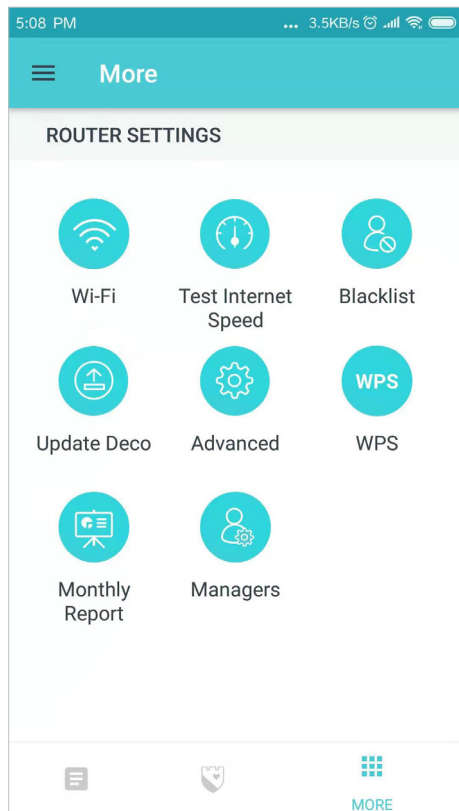 5:08 PM ... 3.5KB/s
More
ROUTER SETTINGS
Wi-Fi
Test Internet
Speed
Blacklist
Update Deco
Advanced
WPS
WPS
Monthly
Report
Managers
MORE